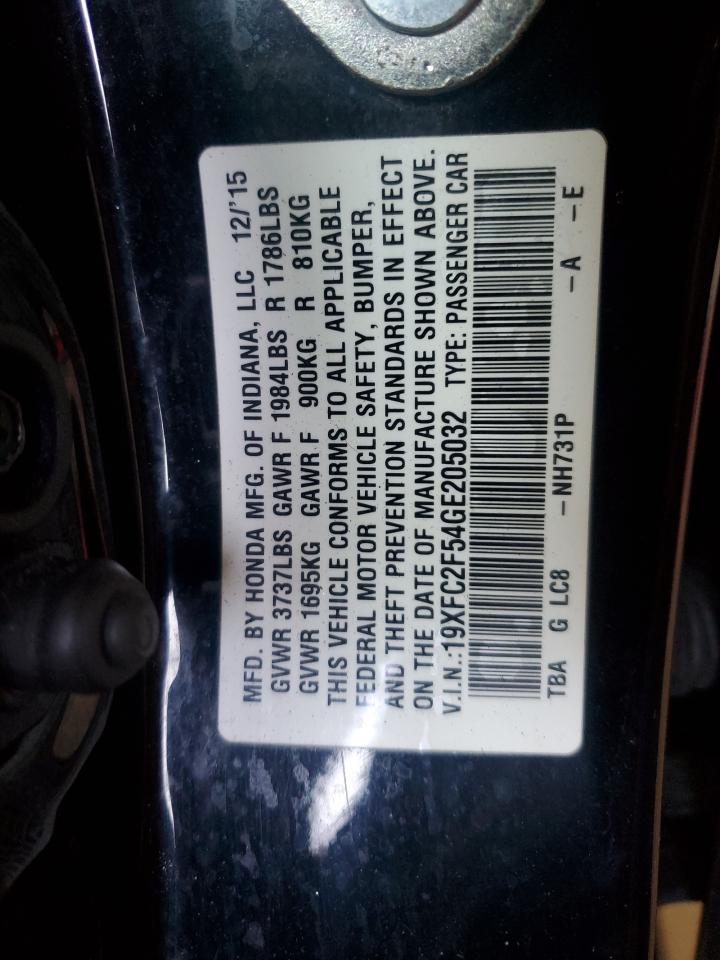 MFD. BY HONDA MFG. OF INDIANA, LLC 12/'15
GVWR 3737LBS GAWR F 1984LBS R 1786LBS
GVWR 1695KG GAWR F 900KG R 810KG
THIS VEHICLE CONFORMS TO ALL APPLICABLE
FEDERAL MOTOR VEHICLE SAFETY, BUMPER,
AND THEFT PREVENTION STANDARDS IN EFFECT
ON THE DATE OF MANUFACTURE SHOWN ABOVE.
V.I.N.:19XFC2F54GE205032 TYPE: PASSENGER CAR
TBA G LC8 -NH731P -A -E